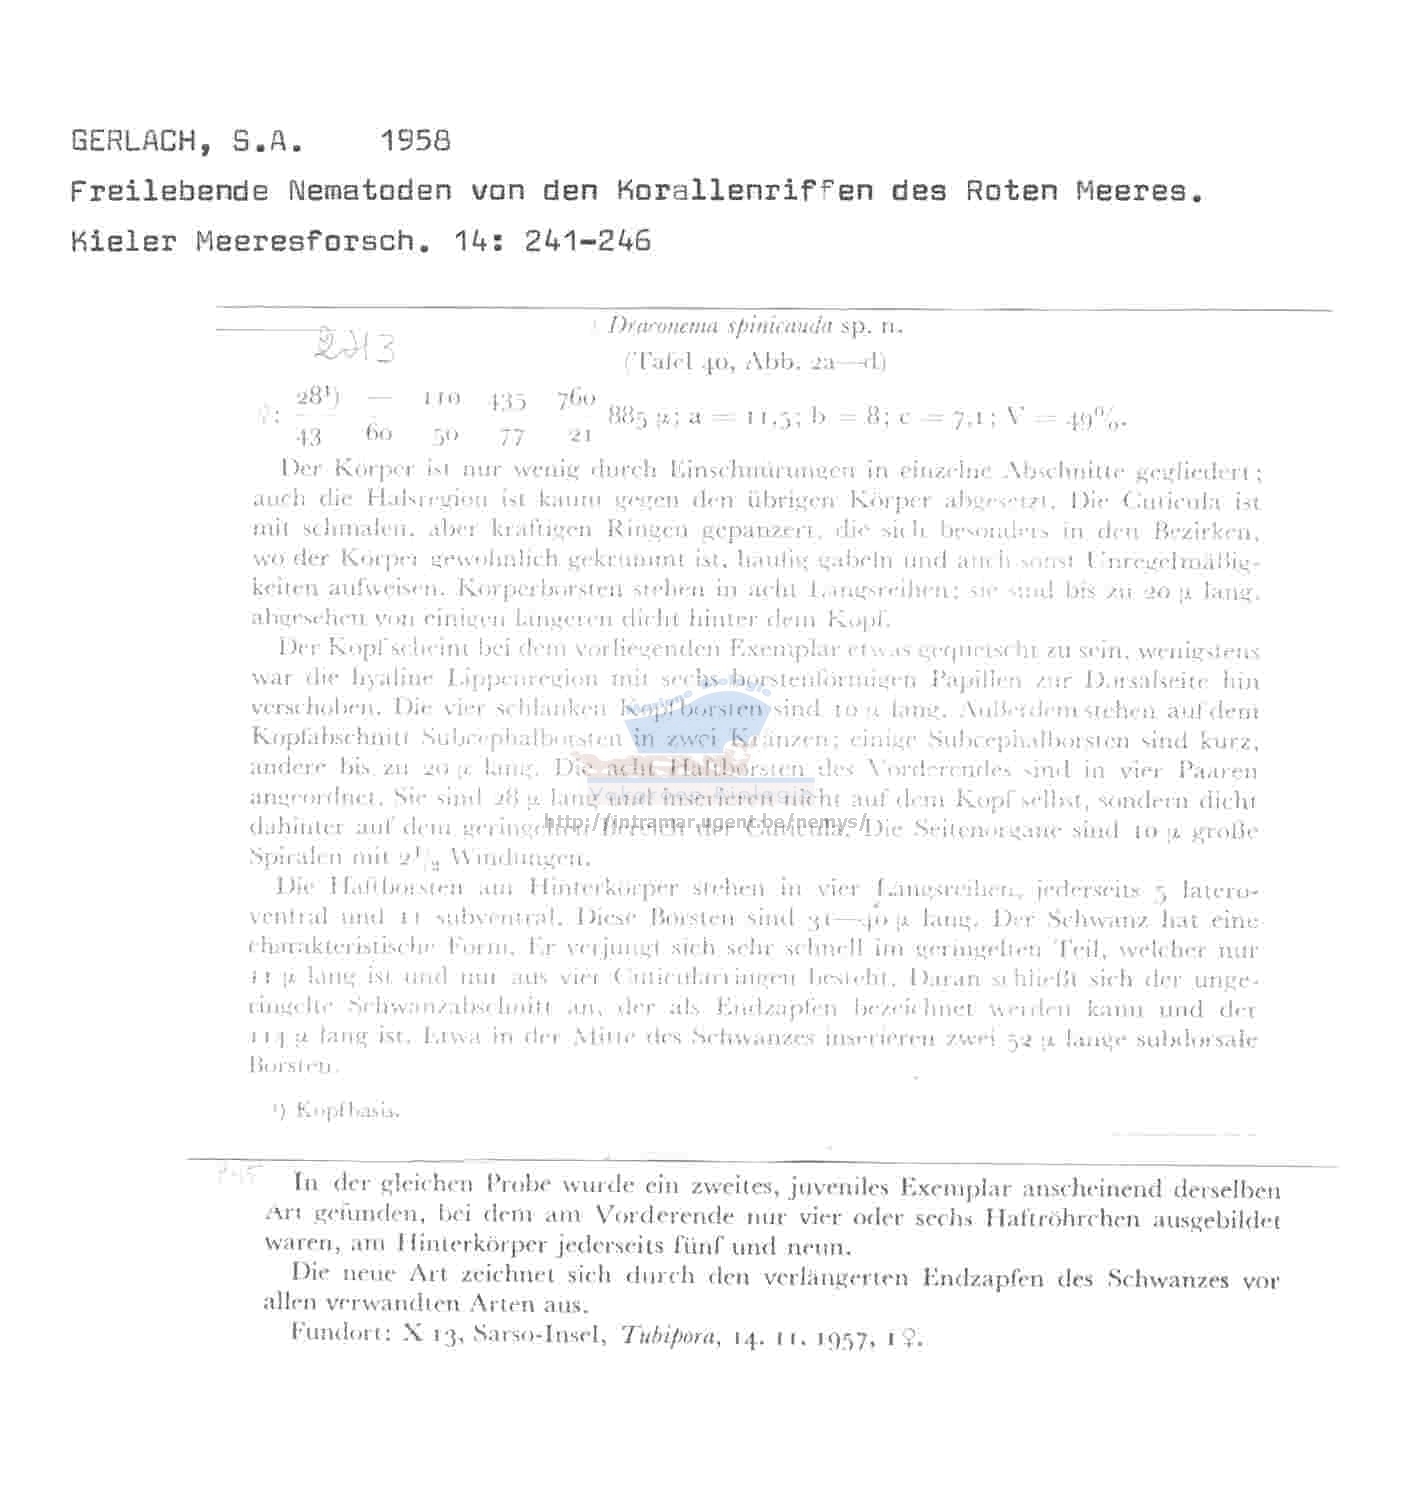 GERLACH, S.A. 1958
Freilebende Nematoden von den Korallenriffen des Roten Meeres.
Kieler Meeresforsch. 14: 241-246
Draconema spinicauda sp. n.
243
(Tafel 40, Abb. 2a—d)
28¹) — 110 435 760
♀: 885 µ; a = 11,5; b = 8; c = 7,1; V = 49%.
43 60 50 77 21
Der Körper ist nur wenig durch Einschnürungen in einzelne Abschnitte gegliedert;
auch die Halsregion ist kaum gegen den übrigen Körper abgesetzt. Die Cuticula ist
mit schmalen, aber kräftigen Ringen gepanzert, die sich besonders in den Bezirken,
wo der Körper gewöhnlich gekrümmt ist, häufig gabeln und auch sonst Unregelmäßig-
keiten aufweisen. Körperborsten stehen in acht Längsreihen; sie sind bis zu 20 µ lang,
abgesehen von einigen längeren dicht hinter dem Kopf.
Der Kopf scheint bei dem vorliegenden Exemplar etwas gequetscht zu sein, wenigstens
war die hyaline Lippenregion mit sechs borstenförmigen Papillen zur Dorsalseite hin
verschoben. Die vier schlanken Kopfborsten sind 10 µ lang. Außerdem stehen auf dem
Kopfabschnitt Subcephalborsten in zwei Kränzen; einige Subcephalborsten sind kurz,
andere bis zu 20 µ lang. Die acht Haftborsten des Vorderendes sind in vier Paaren
angeordnet. Sie sind 28 µ lang und inserieren nicht auf dem Kopf selbst, sondern dicht
dahinter auf dem geringelten Bereich der Cuticula. Die Seitenorgane sind 10 µ große
http://intramar.ugent.be/nemys/
Spiralen mit 2¹/₂ Windungen.
Die Haftborsten am Hinterkörper stehen in vier Längsreihen, jederseits 5 latero-
ventral und 11 subventral. Diese Borsten sind 31—40 µ lang. Der Schwanz hat eine
charakteristische Form. Er verjüngt sich sehr schnell im geringelten Teil, welcher nur
11 µ lang ist und nur aus vier Cuticularringen besteht. Daran schließt sich der unge-
ringelte Schwanzabschnitt an, der als Endzapfen bezeichnet werden kann und der
114 µ lang ist. Etwa in der Mitte des Schwanzes inserieren zwei 52 µ lange subdorsale
Borsten.
¹) Kopfbasis.
245
In der gleichen Probe wurde ein zweites, juveniles Exemplar anscheinend derselben
Art gefunden, bei dem am Vorderende nur vier oder sechs Haftröhrchen ausgebildet
waren, am Hinterkörper jederseits fünf und neun.
Die neue Art zeichnet sich durch den verlängerten Endzapfen des Schwanzes vor
allen verwandten Arten aus.
Fundort: X 13, Sarso-Insel, Tubipora, 14. 11. 1957, 1 ♀.